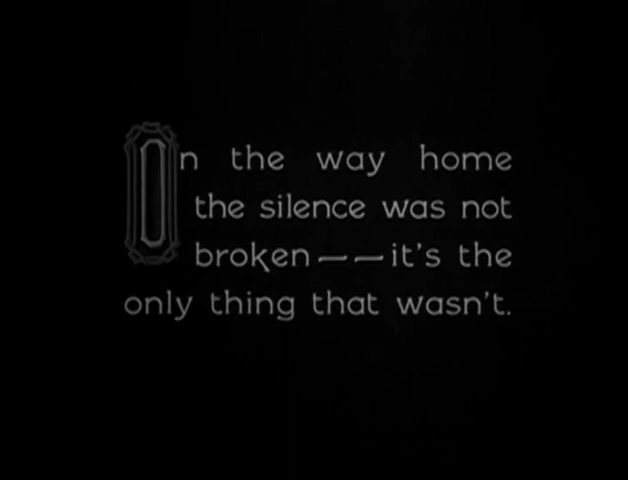 On the way home
the silence was not
broken——it's the
only thing that wasn't.